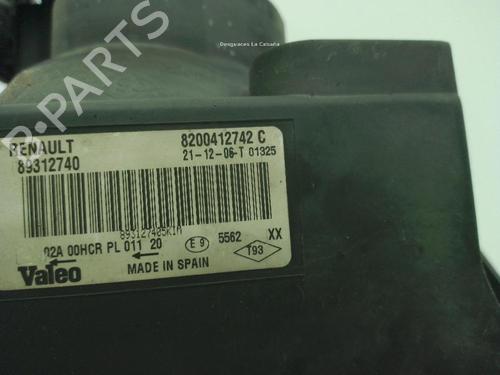 Desguaces La Cabaña
B-PARTS
RENAULT 8200412742 C
89312740 21-12-06-T 01325
893127405KIM
02A 00HCR PL 011 20 E 9 5562 XX
Valeo MADE IN SPAIN T93